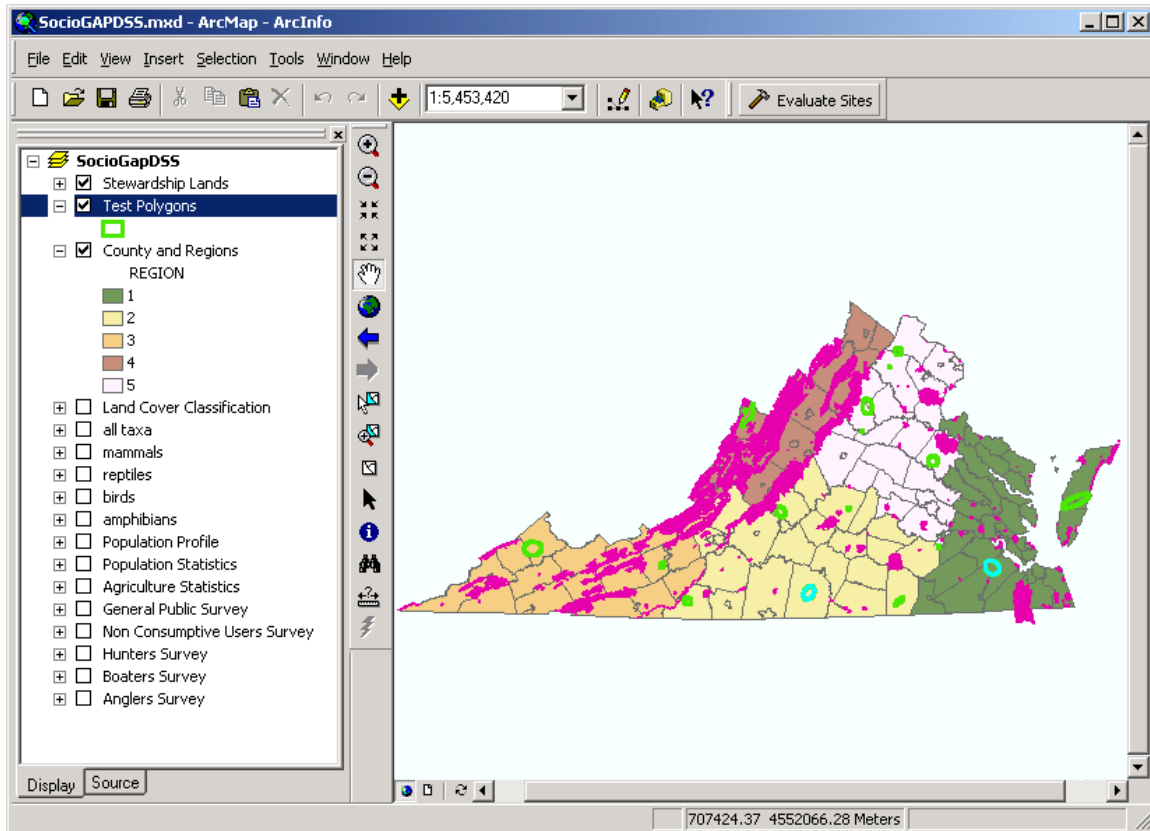 SocioGAPDSS.mxd - ArcMap - ArcInfo
File Edit View Insert Selection Tools Window Help
1:5,453,420
Evaluate Sites
SocioGapDSS
Stewardship Lands
Test Polygons
County and Regions
REGION
1
2
3
4
5
Land Cover Classification
all taxa
mammals
reptiles
birds
amphibians
Population Profile
Population Statistics
Agriculture Statistics
General Public Survey
Non Consumptive Users Survey
Hunters Survey
Boaters Survey
Anglers Survey
Display Source
707424.37 4552066.28 Meters